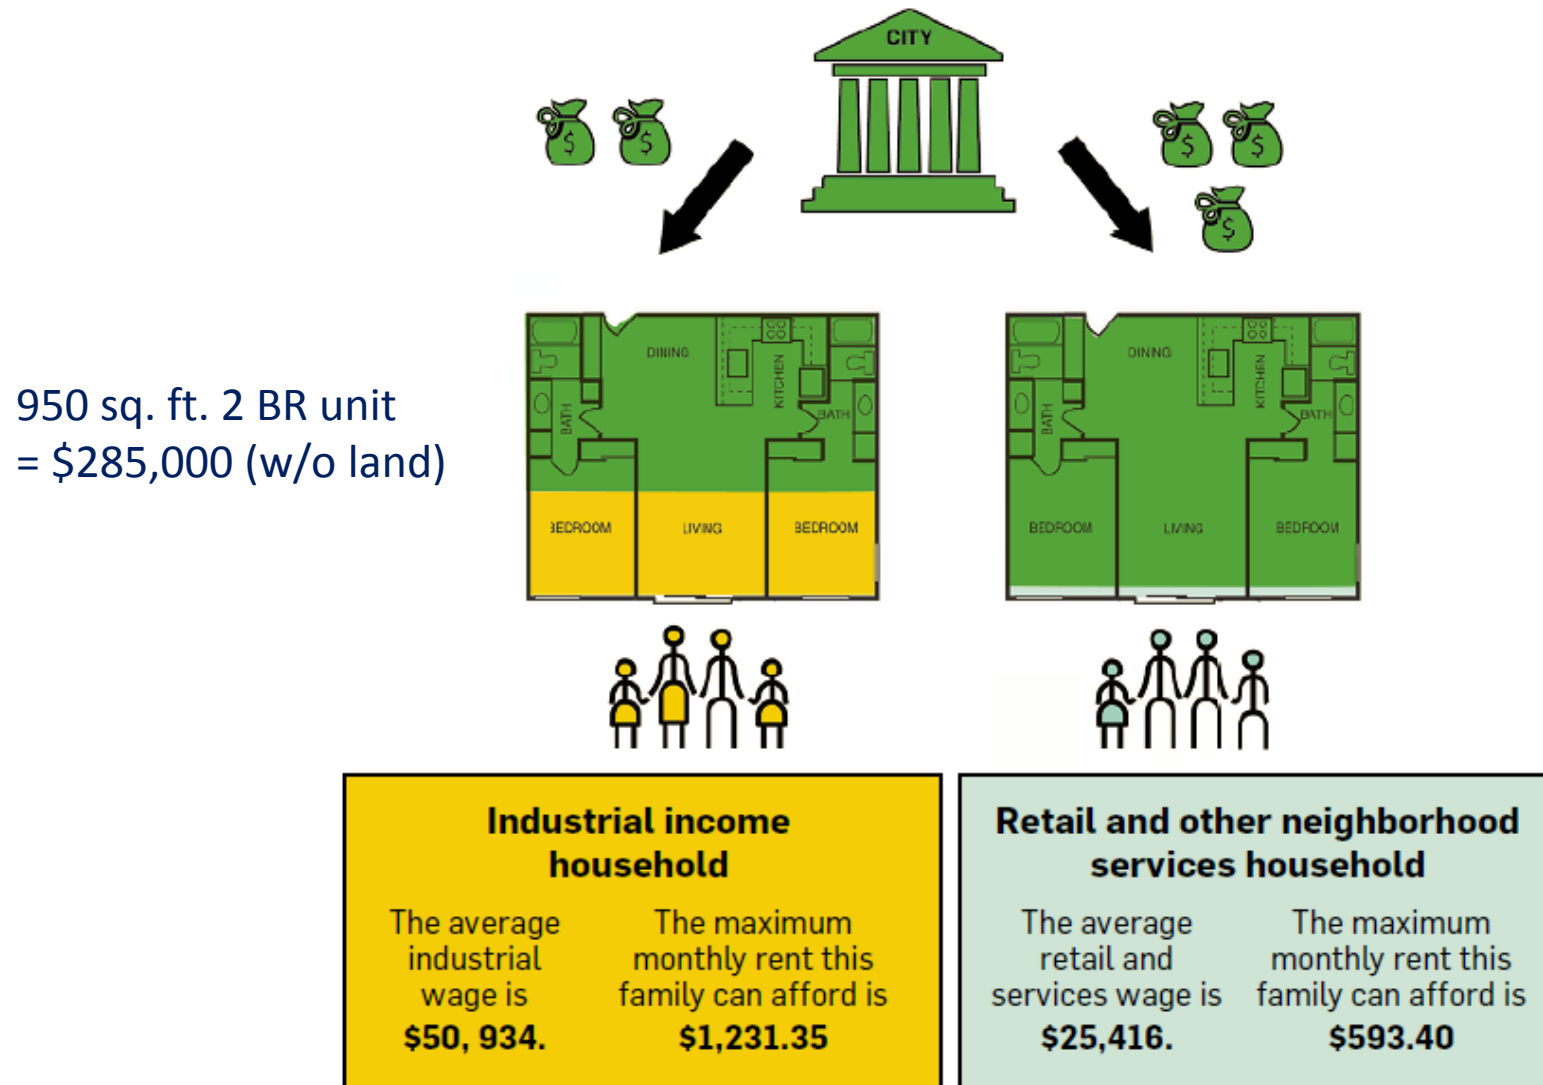 CITY
$
$
$
$
$
950 sq. ft. 2 BR unit
= $285,000 (w/o land)
DINING
KITCHEN
BATH
BATH
BEDROOM
LIVING
BEDROOM
DINING
KITCHEN
BATH
BATH
BEDROOM
LIVING
BEDROOM
Industrial income
household
The average
industrial
wage is
$50, 934.
The maximum
monthly rent this
family can afford is
$1,231.35
Retail and other neighborhood
services household
The average
retail and
services wage is
$25,416.
The maximum
monthly rent this
family can afford is
$593.40